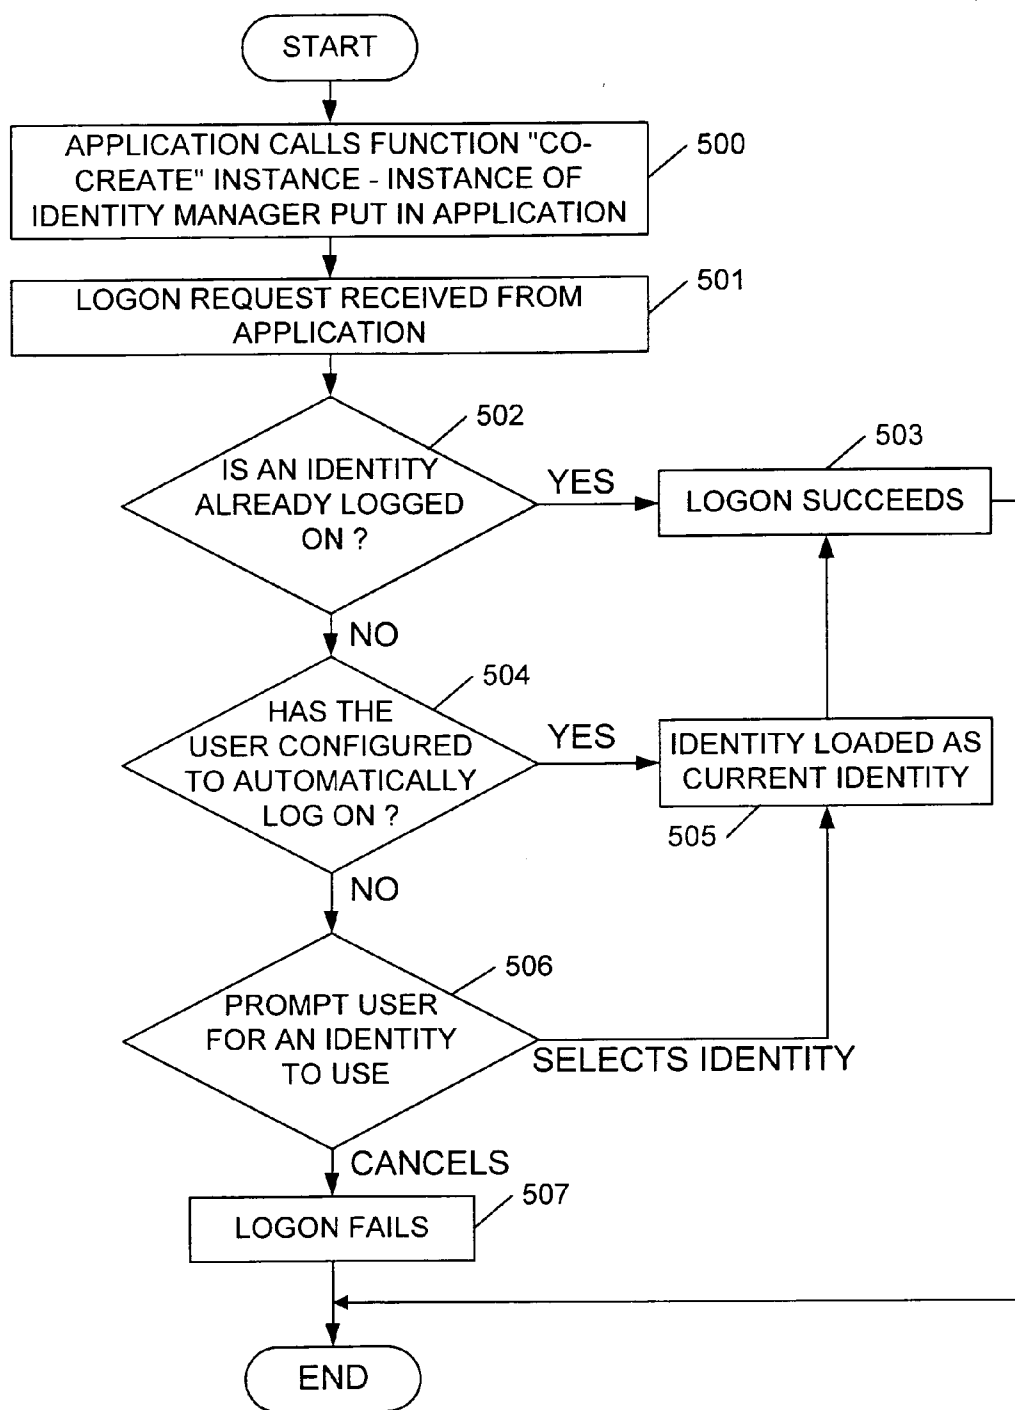 START
APPLICATION CALLS FUNCTION "CO-
CREATE" INSTANCE - INSTANCE OF
IDENTITY MANAGER PUT IN APPLICATION
500
LOGON REQUEST RECEIVED FROM
APPLICATION
501
502
IS AN IDENTITY
ALREADY LOGGED
ON ?
YES
503
LOGON SUCCEEDS
NO
504
HAS THE
USER CONFIGURED
TO AUTOMATICALLY
LOG ON ?
YES
IDENTITY LOADED AS
CURRENT IDENTITY
505
NO
506
PROMPT USER
FOR AN IDENTITY
TO USE
SELECTS IDENTITY
CANCELS
507
LOGON FAILS
END